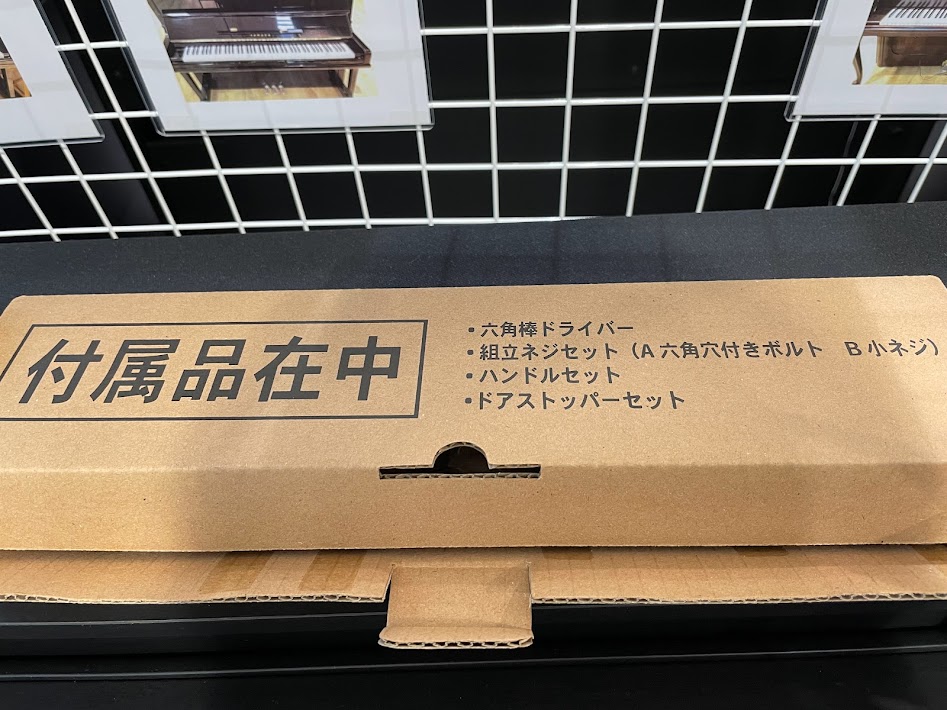 付属品在中
・六角棒ドライバー
・組立ネジセット（A 六角穴付きボルト　B 小ネジ）
・ハンドルセット
・ドアストッパーセット